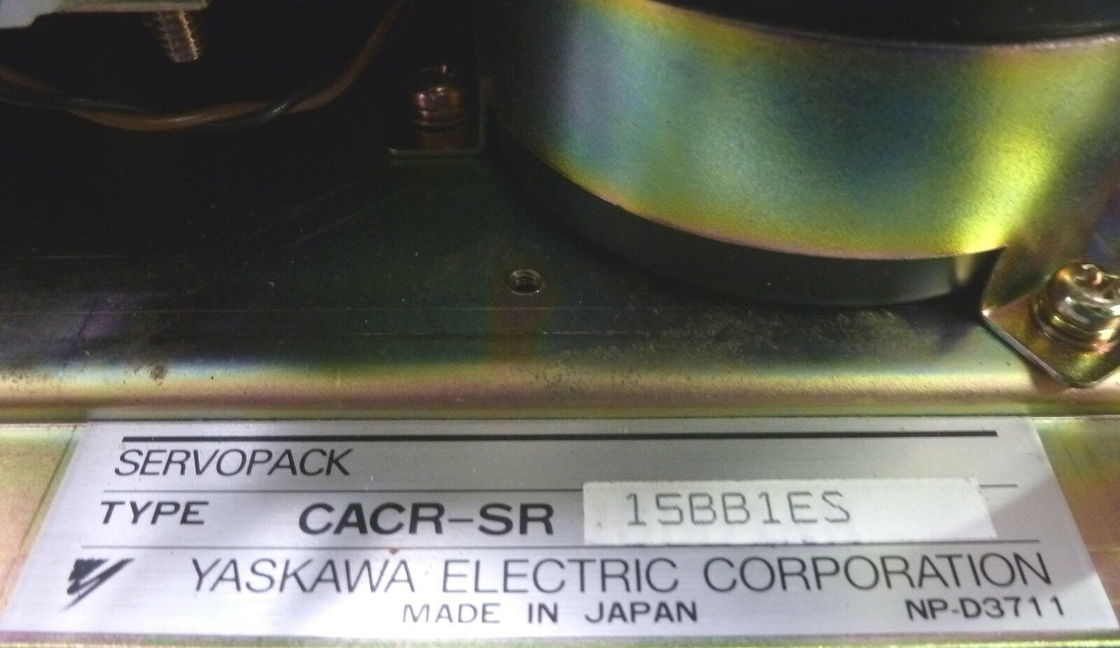 SERVOPACK
TYPE CACR-SR 15BB1ES
YASKAWA ELECTRIC CORPORATION
MADE IN JAPAN NP-D3711